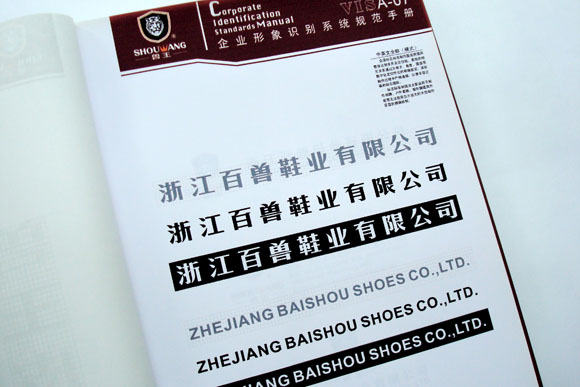 SHOUWANG
兽王
Corporate
Identification
Standards Manual
VIS A-07
企业形象识别系统规范手册
浙江百兽鞋业有限公司
浙江百兽鞋业有限公司
浙江百兽鞋业有限公司
ZHEJIANG BAISHOU SHOES CO.,LTD.
ZHEJIANG BAISHOU SHOES CO.,LTD.
ZHEJIANG BAISHOU SHOES CO.,LTD.